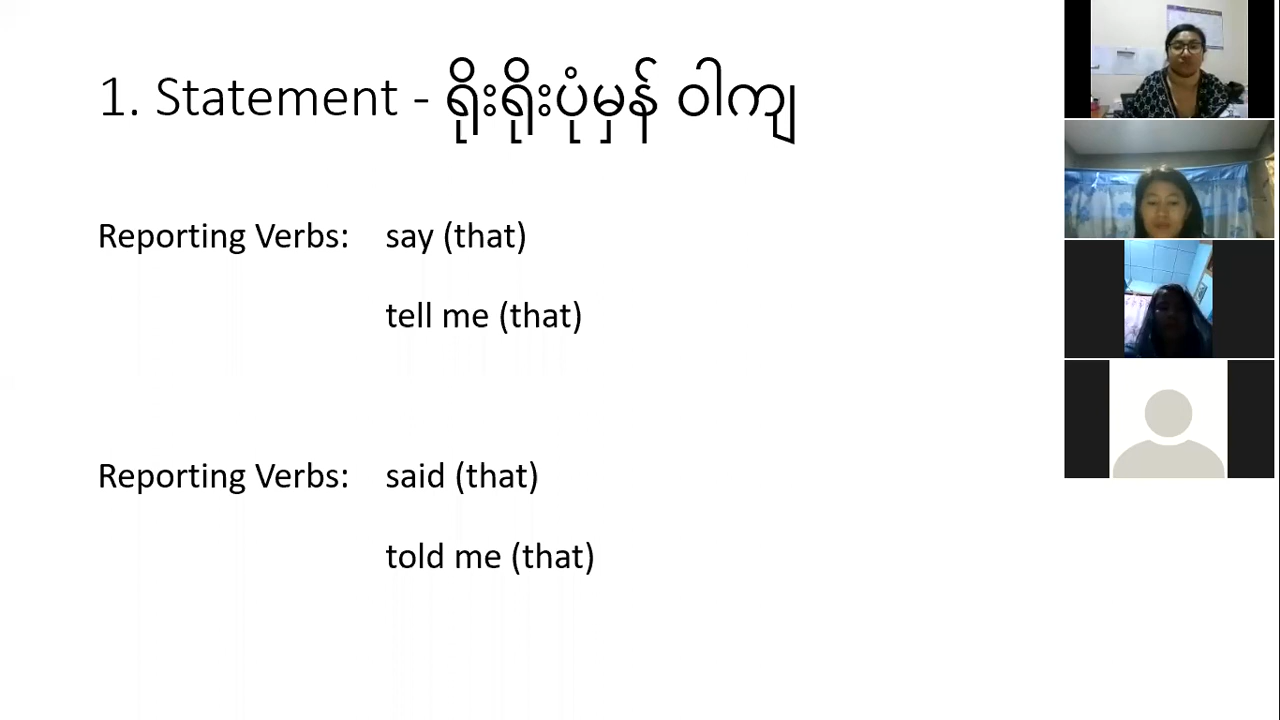 1. Statement - ရိုးရိုးပုံမှန် ဝါကျ
Reporting Verbs: say (that)
tell me (that)
Reporting Verbs: said (that)
told me (that)